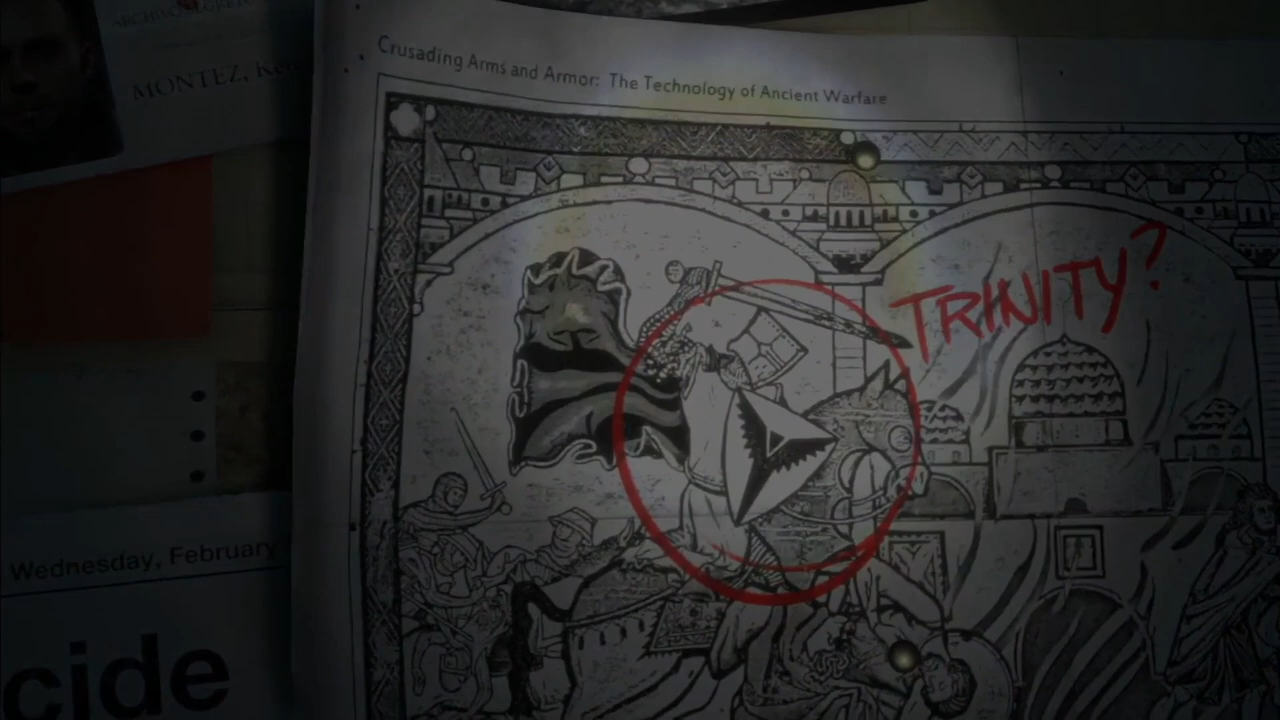 MONTEZ, Ke
Crusading Arms and Armor: The Technology of Ancient Warfare
TRINITY?
Wednesday, February
cide